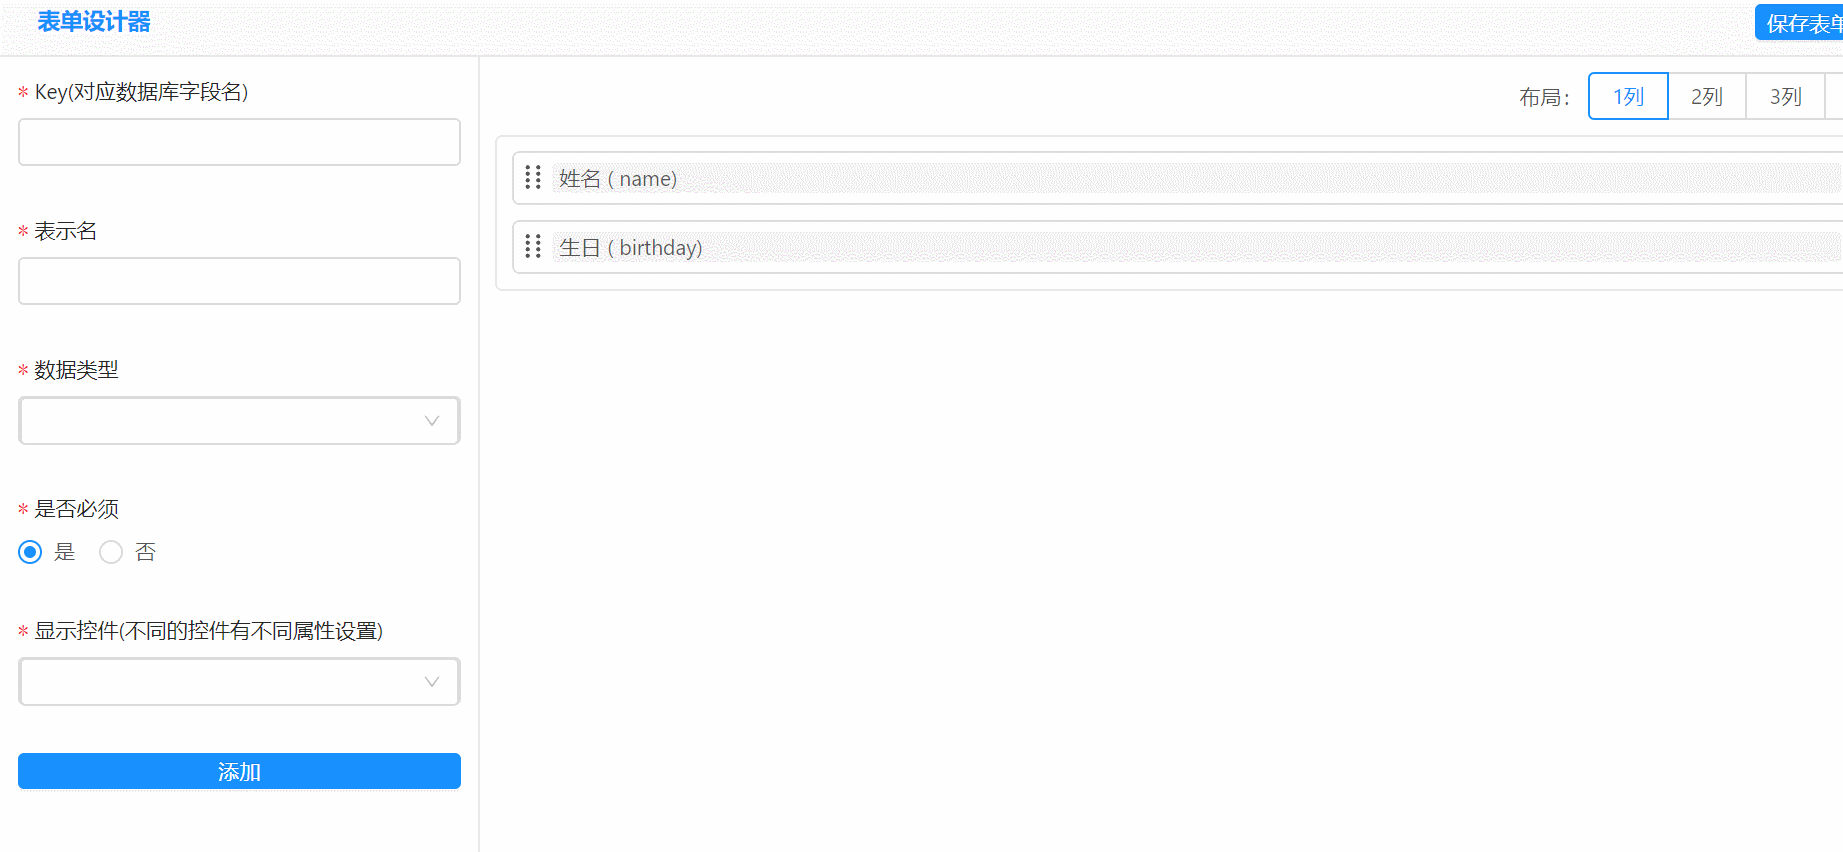 表单设计器
保存表单
* Key(对应数据库字段名)
* 表示名
* 数据类型
* 是否必须
是 否
* 显示控件(不同的控件有不同属性设置)
添加
布局： 1列 2列 3列
姓名 ( name)
生日 ( birthday)